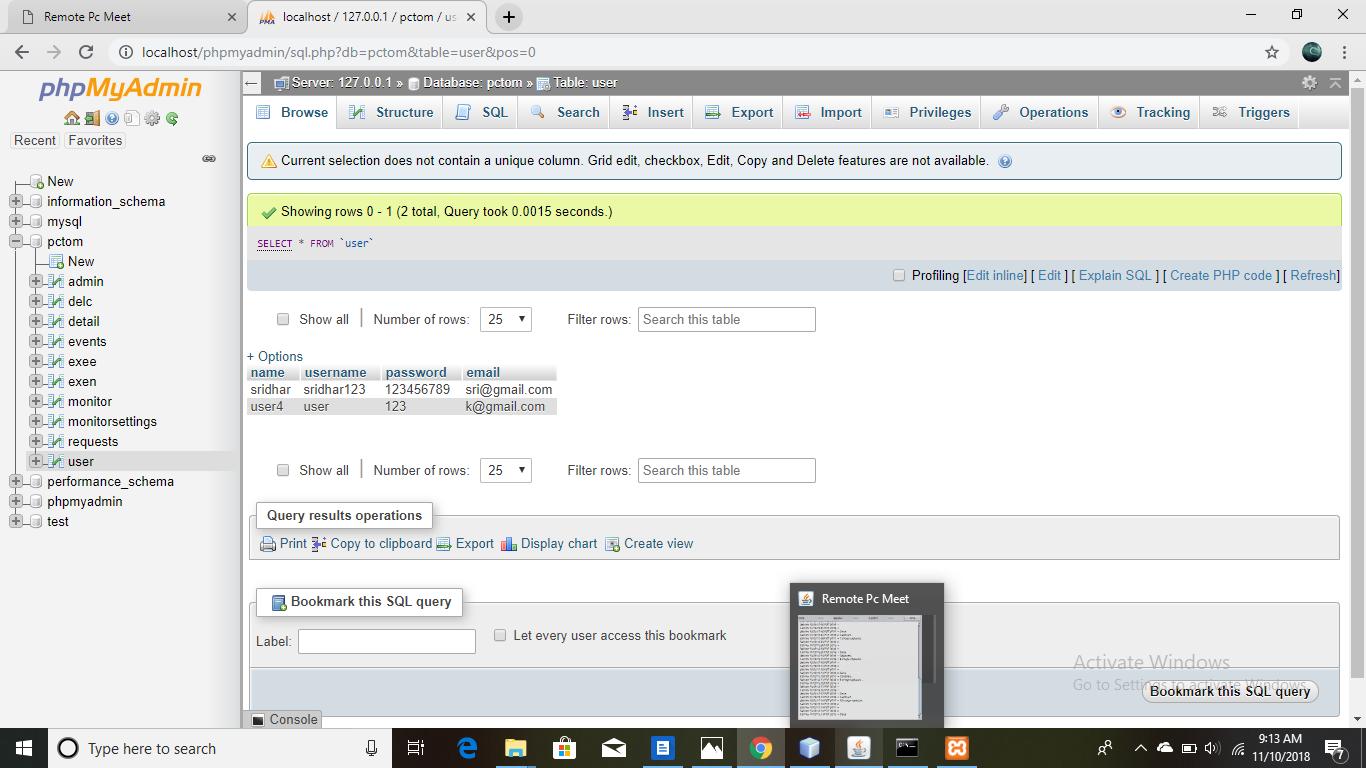 Remote Pc Meet
localhost / 127.0.0.1 / pctom / us
localhost/phpmyadmin/sql.php?db=pctom&table=user&pos=0
phpMyAdmin
Recent Favorites
New
information_schema
mysql
pctom
New
admin
delc
detail
events
exee
exen
monitor
monitorsettings
requests
user
performance_schema
phpmyadmin
test
Server: 127.0.0.1 » Database: pctom » Table: user
Browse Structure SQL Search Insert Export Import Privileges Operations Tracking Triggers
Current selection does not contain a unique column. Grid edit, checkbox, Edit, Copy and Delete features are not available.
Showing rows 0 - 1 (2 total, Query took 0.0015 seconds.)
SELECT * FROM `user`
Profiling [Edit inline] [ Edit ] [ Explain SQL ] [ Create PHP code ] [ Refresh]
Show all | Number of rows: 25 Filter rows: Search this table
+ Options
name username password email
sridhar sridhar123 123456789 sri@gmail.com
user4 user 123 k@gmail.com
Show all | Number of rows: 25 Filter rows: Search this table
Query results operations
Print Copy to clipboard Export Display chart Create view
Bookmark this SQL query
Label: Let every user access this bookmark
Remote Pc Meet
Activate Windows
Go to Settings to activate Windows.
Bookmark this SQL query
Console
Type here to search
9:13 AM
11/10/2018
7